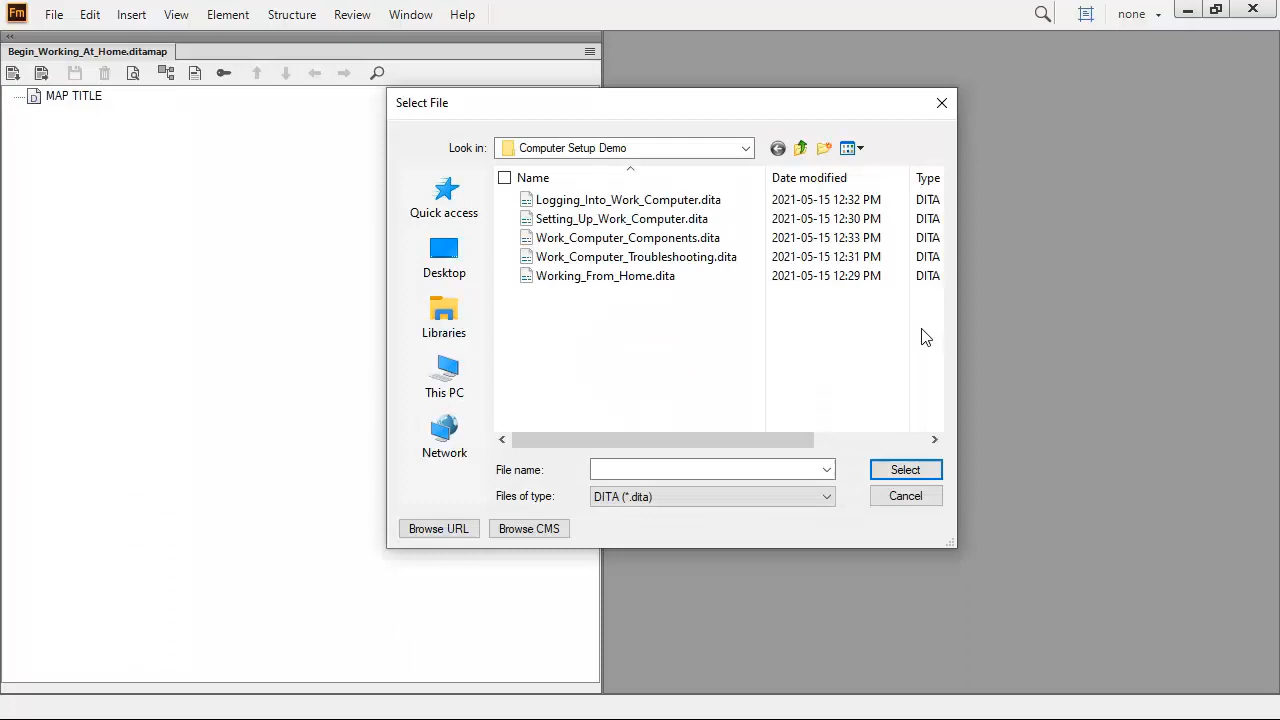 Fm File Edit Insert View Element Structure Review Window Help none
Begin_Working_At_Home.ditamap
MAP TITLE
Select File
Look in: Computer Setup Demo
Name Date modified Type
Logging_Into_Work_Computer.dita 2021-05-15 12:32 PM DITA
Setting_Up_Work_Computer.dita 2021-05-15 12:30 PM DITA
Work_Computer_Components.dita 2021-05-15 12:33 PM DITA
Work_Computer_Troubleshooting.dita 2021-05-15 12:31 PM DITA
Working_From_Home.dita 2021-05-15 12:29 PM DITA
Quick access
Desktop
Libraries
This PC
Network
File name: Select
Files of type: DITA (*.dita) Cancel
Browse URL Browse CMS